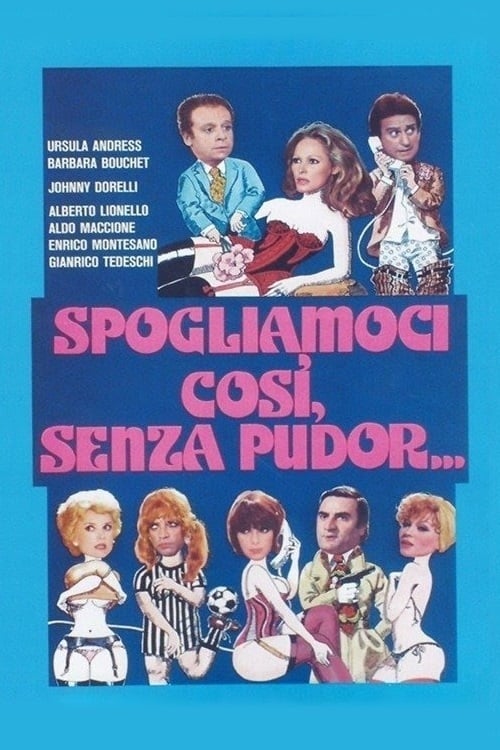 URSULA ANDRESS
BARBARA BOUCHET
JOHNNY DORELLI
ALBERTO LIONELLO
ALDO MACCIONE
ENRICO MONTESANO
GIANRICO TEDESCHI
SPOGLIAMOCI
COSÍ,
SENZA PUDOR...